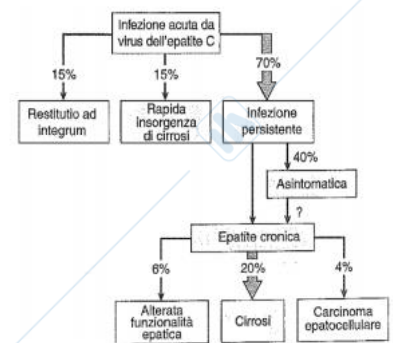 Infezione acuta da
virus dell'epatite C
15%
15%
70%
Restitutio ad
integrum
Rapida
insorgenza
di cirrosi
Infezione
persistente
40%
Asintomatica
?
Epatite cronica
6%
20%
4%
Alterata
funzionalità
epatica
Cirrosi
Carcinoma
epatocellulare